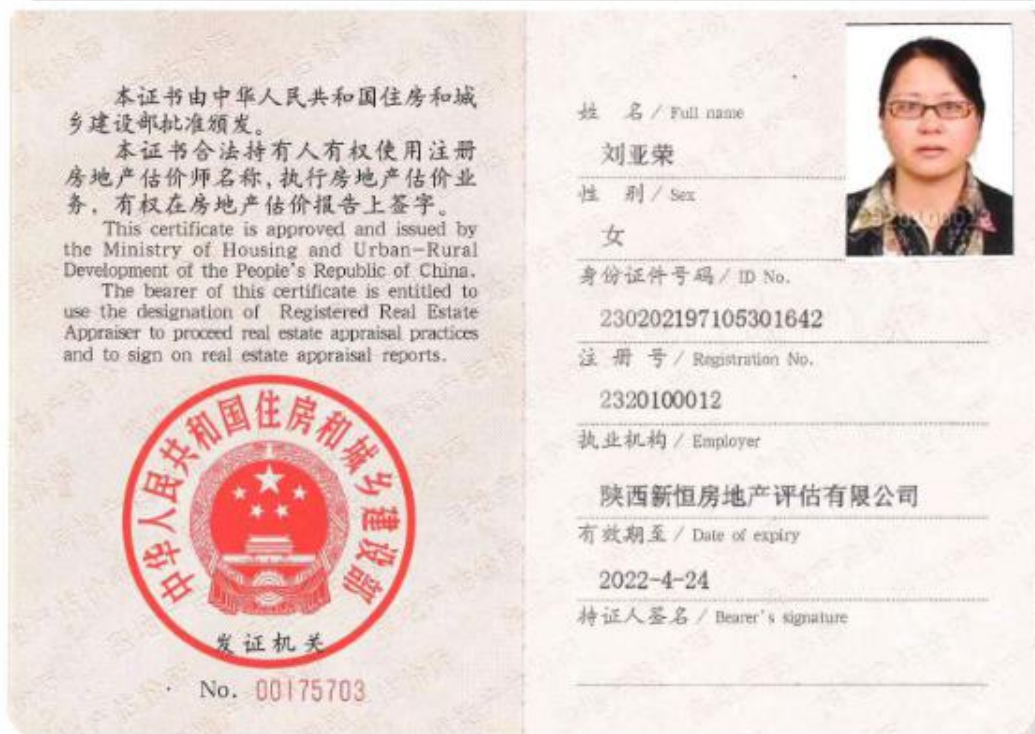 本证书由中华人民共和国住房和城
乡建设部批准颁发。
本证书合法持有人有权使用注册
房地产估价师名称，执行房地产估价业
务，有权在房地产估价报告上签字。
This certificate is approved and issued by
the Ministry of Housing and Urban-Rural
Development of the People's Republic of China.
The bearer of this certificate is entitled to
use the designation of Registered Real Estate
Appraiser to proceed real estate appraisal practices
and to sign on real estate appraisal reports.
中华人民共和国住房和城乡建设部
发证机关
No. 00175703
姓 名 / Full name
刘亚荣
性 别 / Sex
女
身份证件号码 / ID No.
230202197105301642
注 册 号 / Registration No.
2320100012
执业机构 / Employer
陕西新恒房地产评估有限公司
有效期至 / Date of expiry
2022-4-24
持证人签名 / Bearer's signature